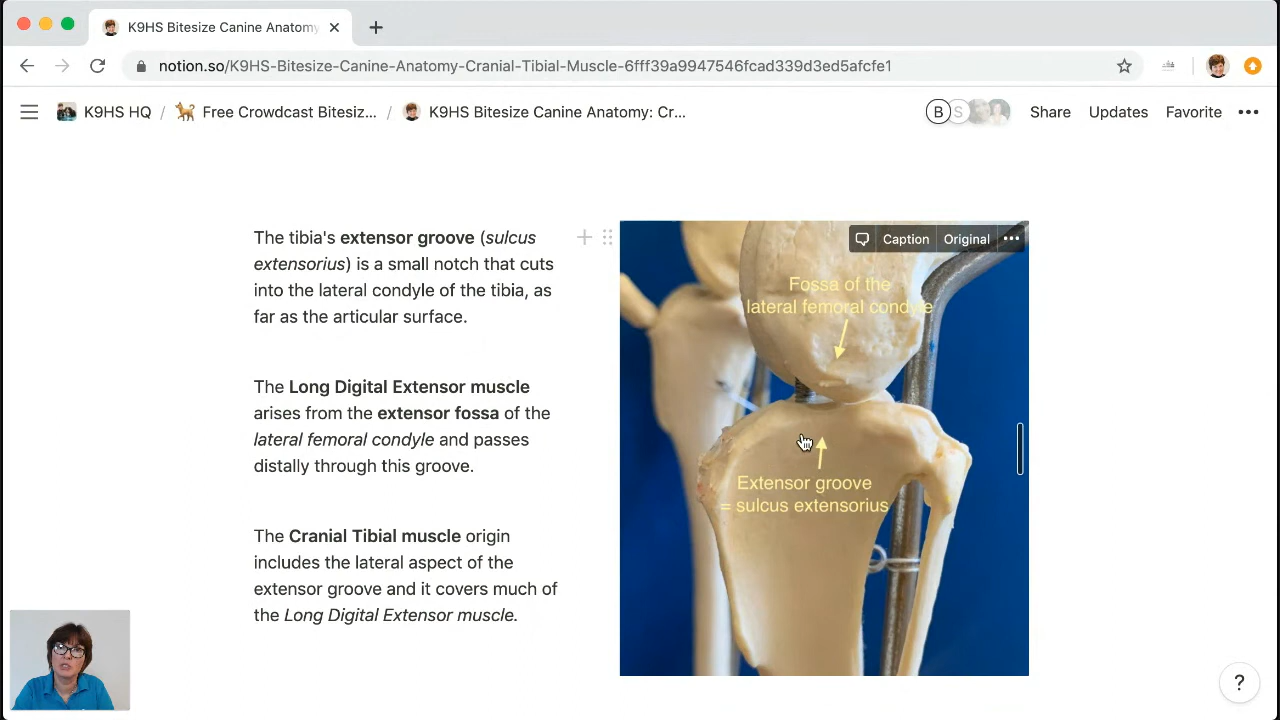 K9HS Bitesize Canine Anatomy
notion.so/K9HS-Bitesize-Canine-Anatomy-Cranial-Tibial-Muscle-6fff39a9947546fcad339d3ed5afcfe1
K9HS HQ / Free Crowdcast Bitesiz... / K9HS Bitesize Canine Anatomy: Cr...
B S Share Updates Favorite
The tibia's extensor groove (sulcus
extensorius) is a small notch that cuts
into the lateral condyle of the tibia, as
far as the articular surface.
The Long Digital Extensor muscle
arises from the extensor fossa of the
lateral femoral condyle and passes
distally through this groove.
The Cranial Tibial muscle origin
includes the lateral aspect of the
extensor groove and it covers much of
the Long Digital Extensor muscle.
Caption Original
Fossa of the
lateral femoral condyle
Extensor groove
= sulcus extensorius
?